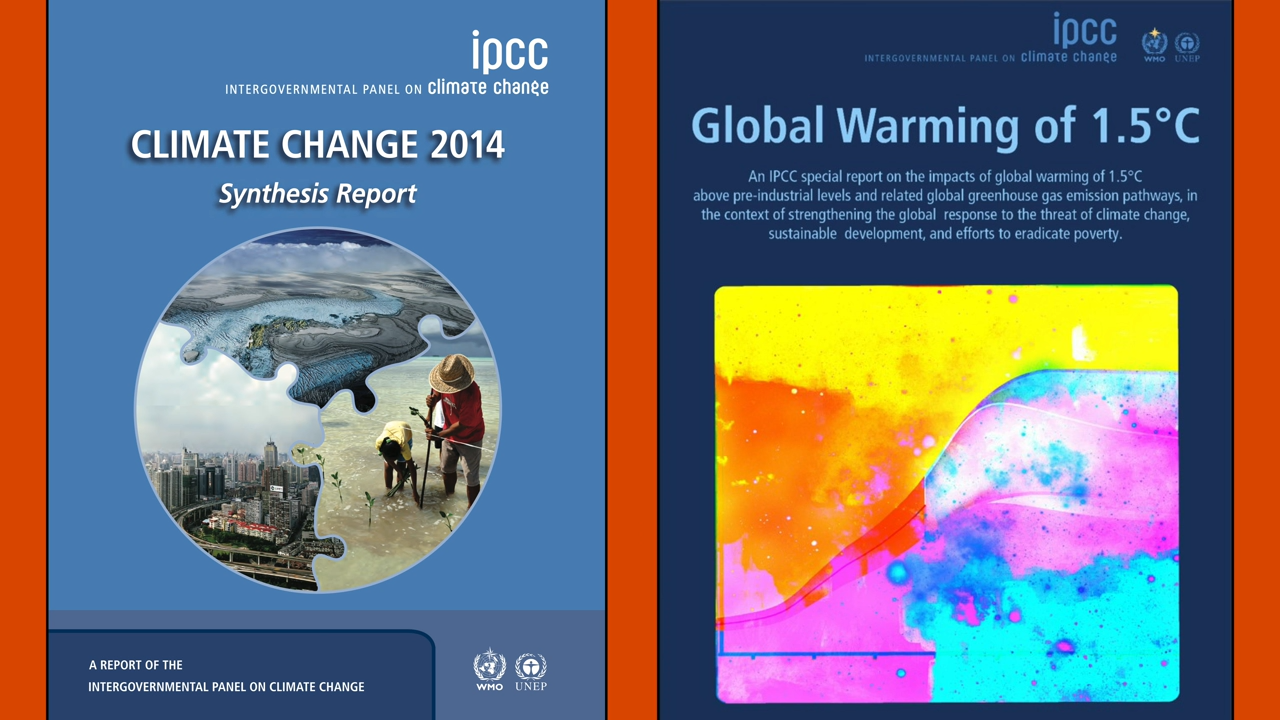 ipcc
INTERGOVERNMENTAL PANEL ON climate change
CLIMATE CHANGE 2014
Synthesis Report
A REPORT OF THE
INTERGOVERNMENTAL PANEL ON CLIMATE CHANGE
WMO UNEP
ipcc
INTERGOVERNMENTAL PANEL ON climate change
WMO UNEP
Global Warming of 1.5°C
An IPCC special report on the impacts of global warming of 1.5°C
above pre-industrial levels and related global greenhouse gas emission pathways, in
the context of strengthening the global response to the threat of climate change,
sustainable development, and efforts to eradicate poverty.